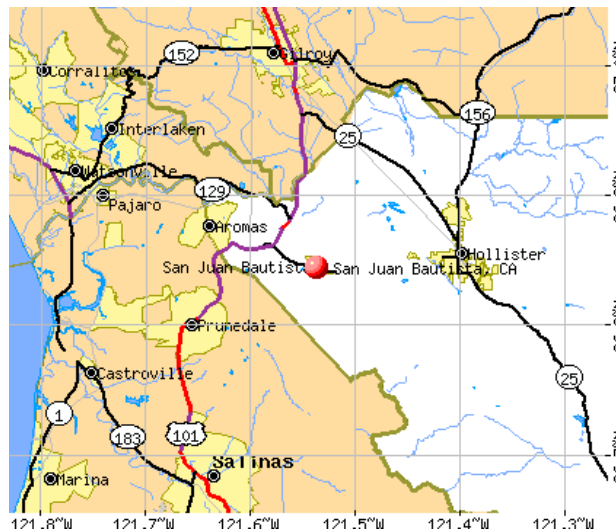 152
Gilroy
Corralitos
156
Interlaken
25
Watsonville
129
Pajaro
Aromas
Hollister
San Juan Bautista
San Juan Bautista, CA
Prunedale
Castroville
25
1
183
101
Salinas
Marina
121.8°W 121.7°W 121.6°W 121.5°W 121.4°W 121.3°W